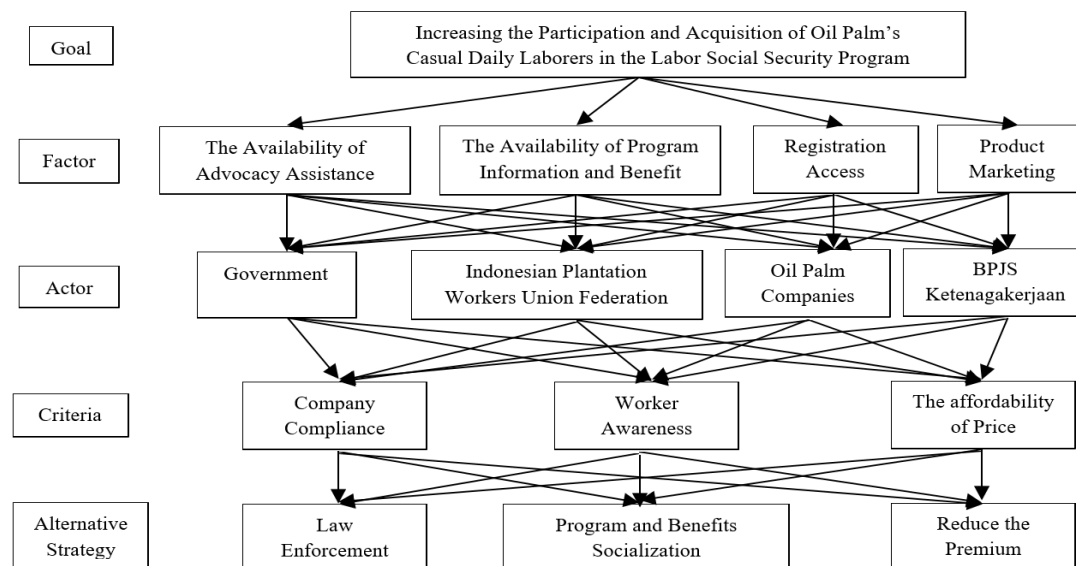 Goal
Increasing the Participation and Acquisition of Oil Palm's
Casual Daily Laborers in the Labor Social Security Program
Factor
The Availability of
Advocacy Assistance
The Availability of Program
Information and Benefit
Registration
Access
Product
Marketing
Actor
Government
Indonesian Plantation
Workers Union Federation
Oil Palm
Companies
BPJS
Ketenagakerjaan
Criteria
Company
Compliance
Worker
Awareness
The affordability
of Price
Alternative
Strategy
Law
Enforcement
Program and Benefits
Socialization
Reduce the
Premium